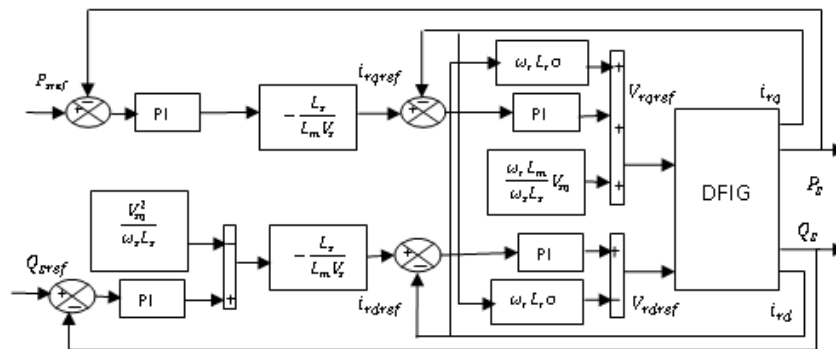 P_sref
+
−
PI
− L_s / (L_m V_s)
i_rqref
+
−
ω_r L_r σ
PI
(ω_r L_m / ω_s L_s) V_sq
+
+
+
V_rqref
DFIG
i_rq
P_S
V_sq^2 / (ω_s L_s)
−
+
Q_Sref
+
−
PI
− L_s / (L_m V_s)
i_rdref
+
−
PI
ω_r L_r σ
+
−
V_rdref
Q_S
i_rd